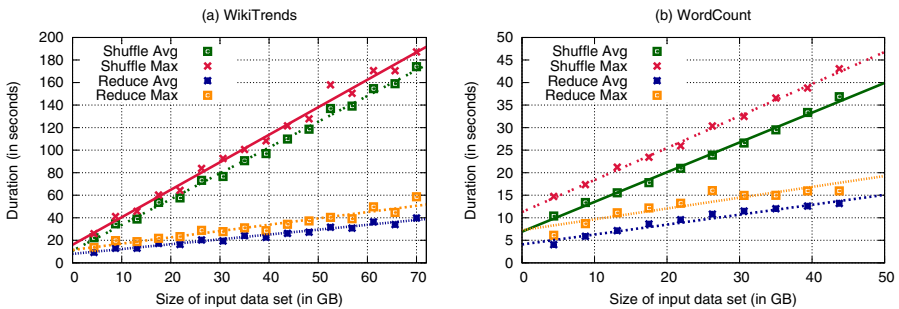 (a) WikiTrends
Duration (in seconds)
200
180
160
140
120
100
80
60
40
20
0
Shuffle Avg
Shuffle Max
Reduce Avg
Reduce Max
0 10 20 30 40 50 60 70
Size of input data set (in GB)
(b) WordCount
Duration (in seconds)
50
45
40
35
30
25
20
15
10
5
0
Shuffle Avg
Shuffle Max
Reduce Avg
Reduce Max
0 10 20 30 40 50
Size of input data set (in GB)